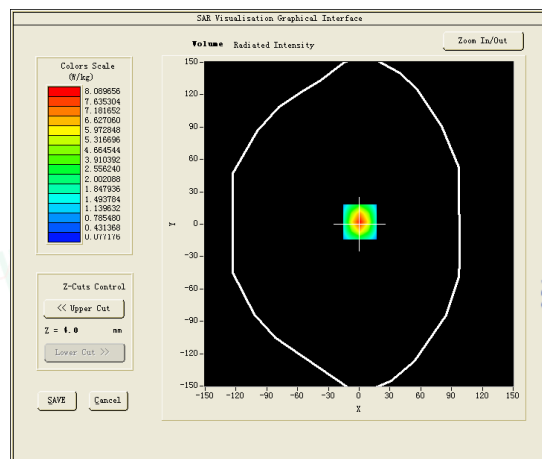 SAR Visualisation Graphical Interface
Volume Radiated Intensity
Zoom In/Out
Colors Scale
(W/kg)
8.089656
7.635304
7.181652
6.627060
5.972848
5.316696
4.664544
3.910392
2.556240
2.002088
1.847936
1.493784
1.139632
0.785480
0.431368
0.077176
Z-Cuts Control
<< Upper Cut
Z = 4.0 mm
Lower Cut >>
SAVE Cancel
150
120
90
60
30
0
-30
-60
-90
-120
-150
Y
-150 -120 -90 -60 -30 0 30 60 90 120 150
X